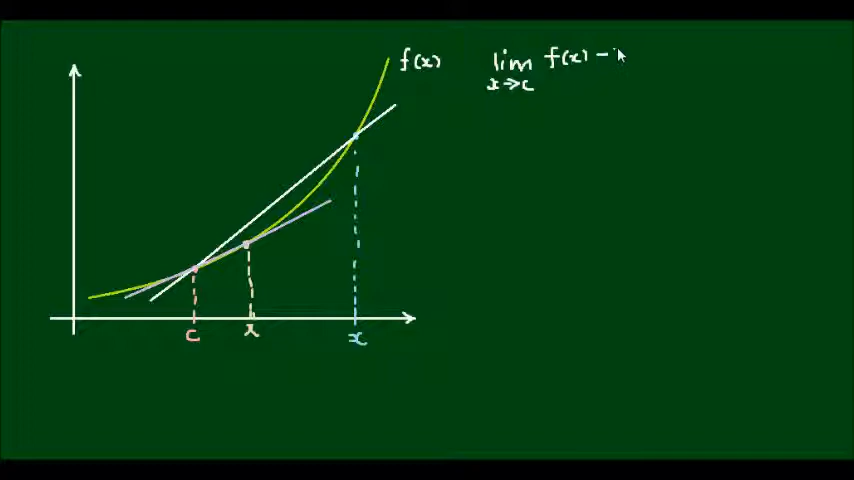 f(x)
lim f(x) -
x→c
c
x
x